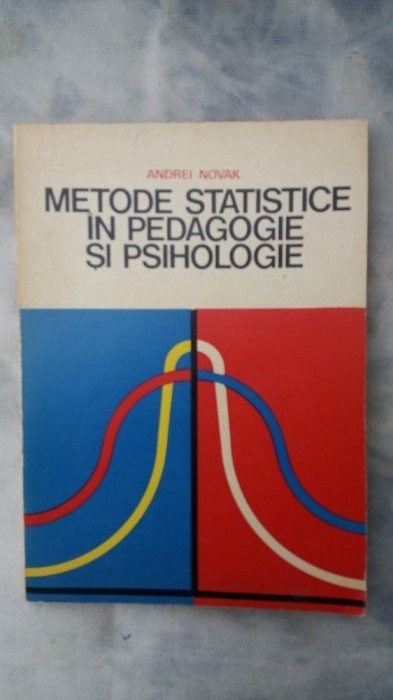 ANDREI NOVAK
METODE STATISTICE
ÎN PEDAGOGIE
ȘI PSIHOLOGIE